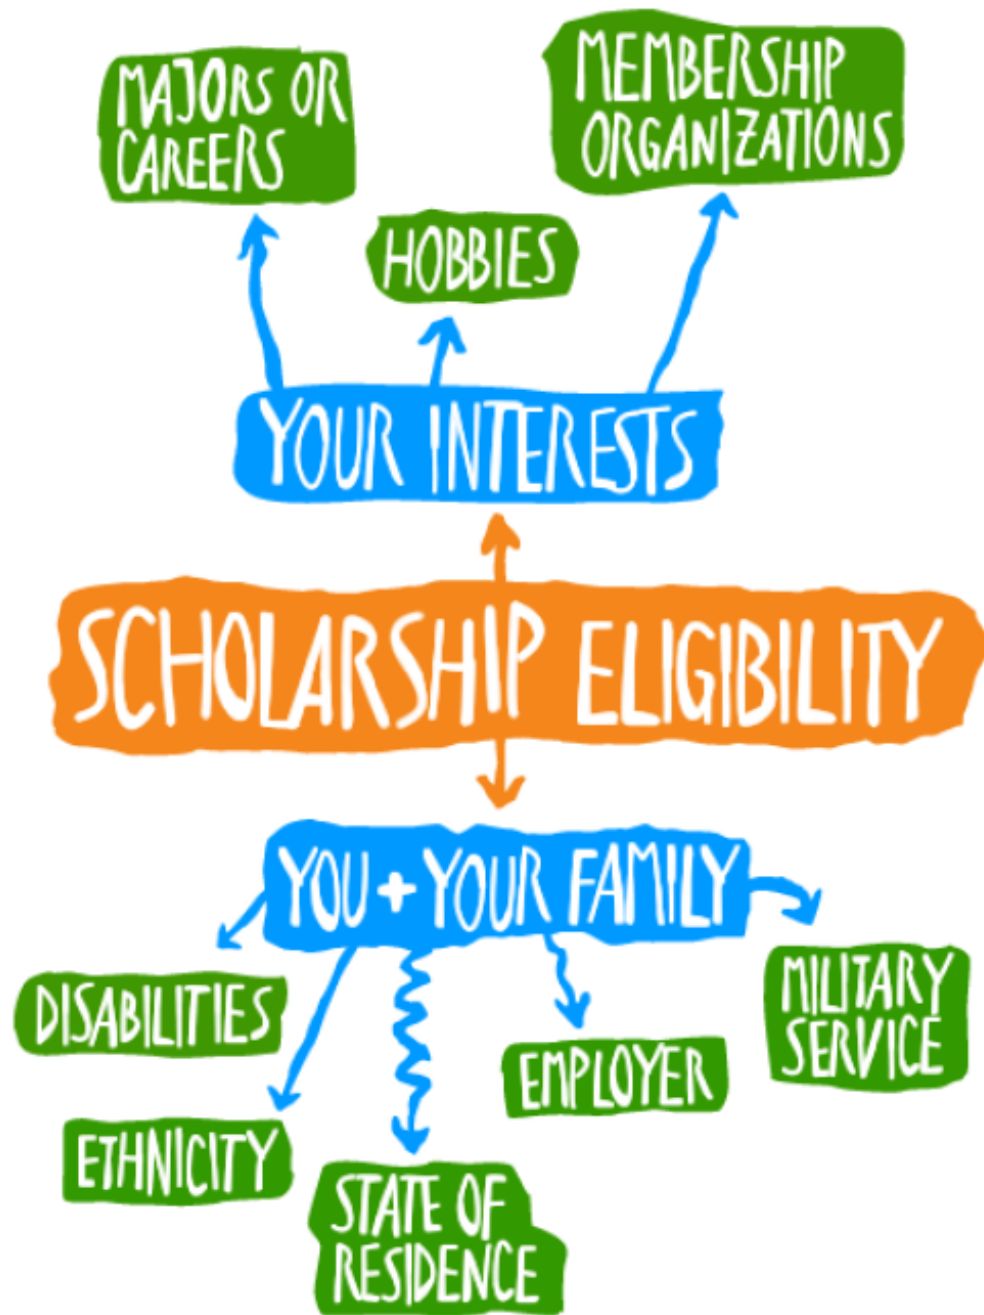 MAJORS OR
CAREERS
MEMBERSHIP
ORGANIZATIONS
HOBBIES
YOUR INTERESTS
SCHOLARSHIP ELIGIBILITY
YOU + YOUR FAMILY
DISABILITIES
ETHNICITY
STATE OF
RESIDENCE
EMPLOYER
MILITARY
SERVICE